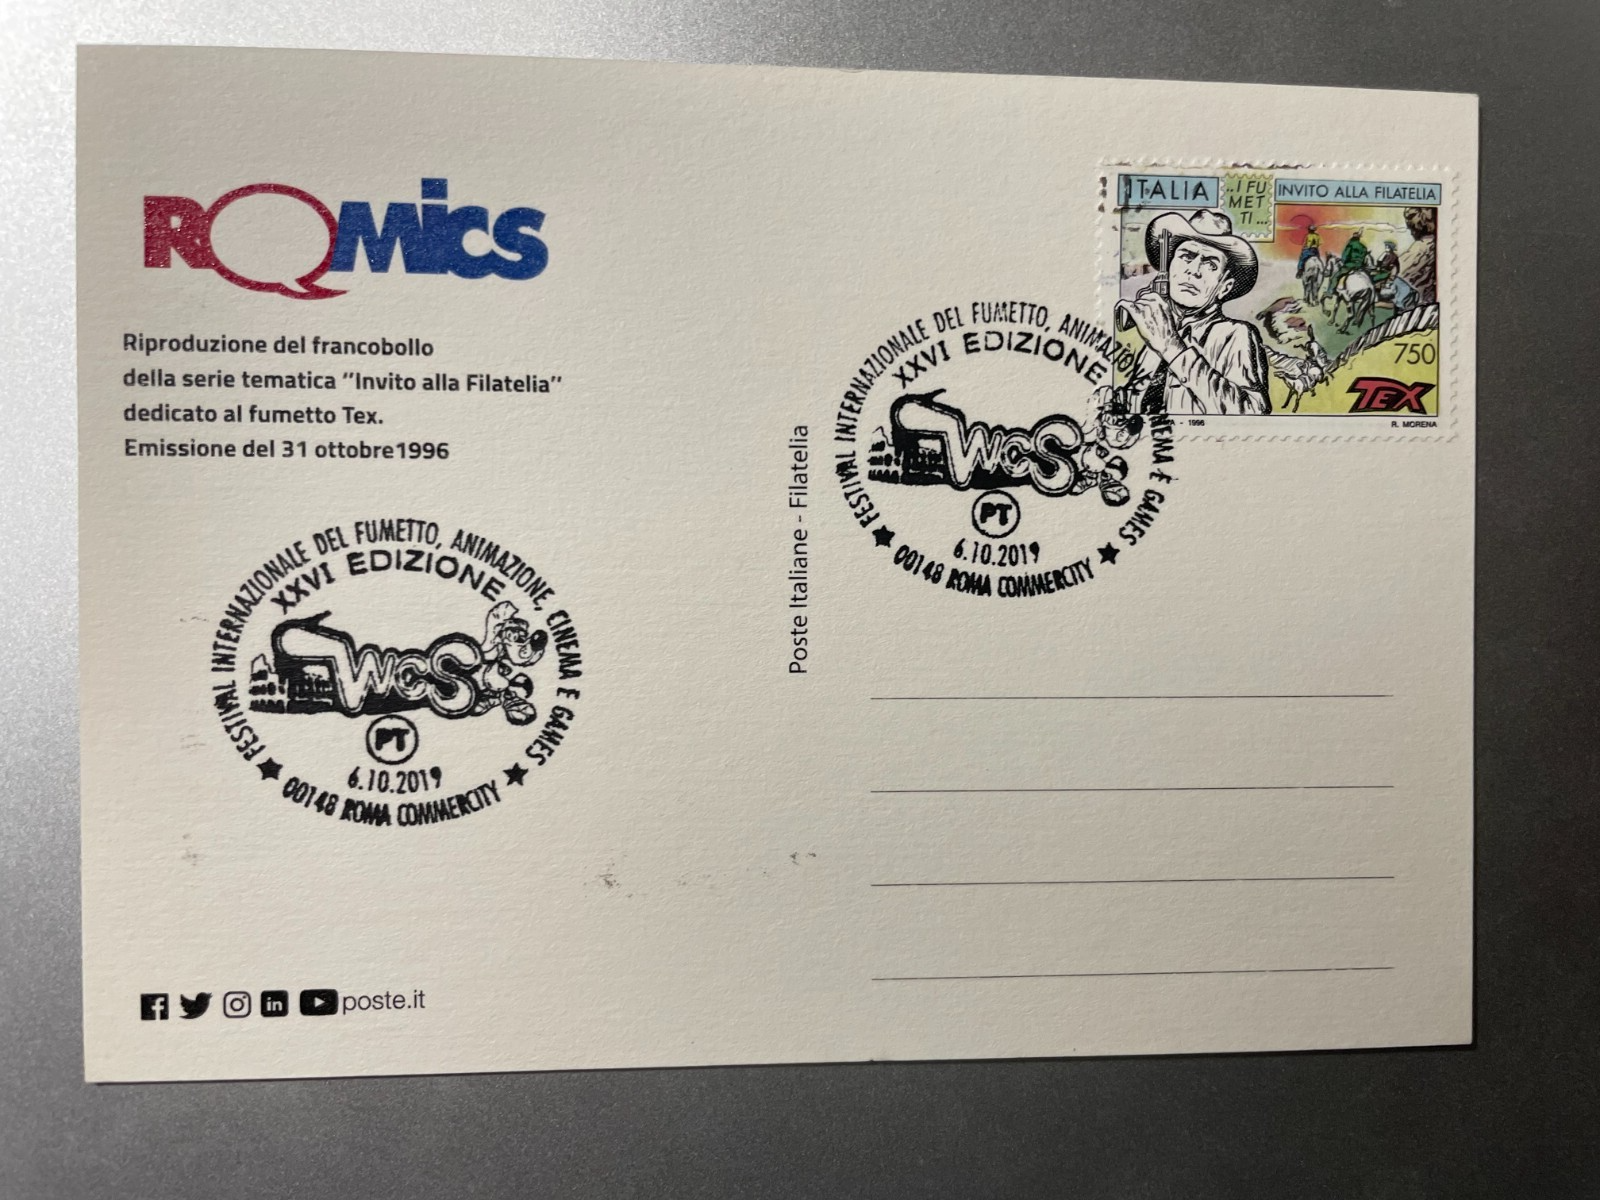 ROMICS
Riproduzione del francobollo
della serie tematica "Invito alla Filatelia"
dedicato al fumetto Tex.
Emissione del 31 ottobre1996
FESTIVAL INTERNAZIONALE DEL FUMETTO, ANIMAZIONE, CINEMA E GAMES
XXVI EDIZIONE
PT
6.10.2019
00148 ROMA COMMERCITY
poste.it
Poste Italiane - Filatelia
ITALIA
..I FU
MET
TI...
INVITO ALLA FILATELIA
750
TEX
- 1996
R. MORENA
FESTIVAL INTERNAZIONALE DEL FUMETTO, ANIMAZIONE, CINEMA E GAMES
XXVI EDIZIONE
PT
6.10.2019
00148 ROMA COMMERCITY